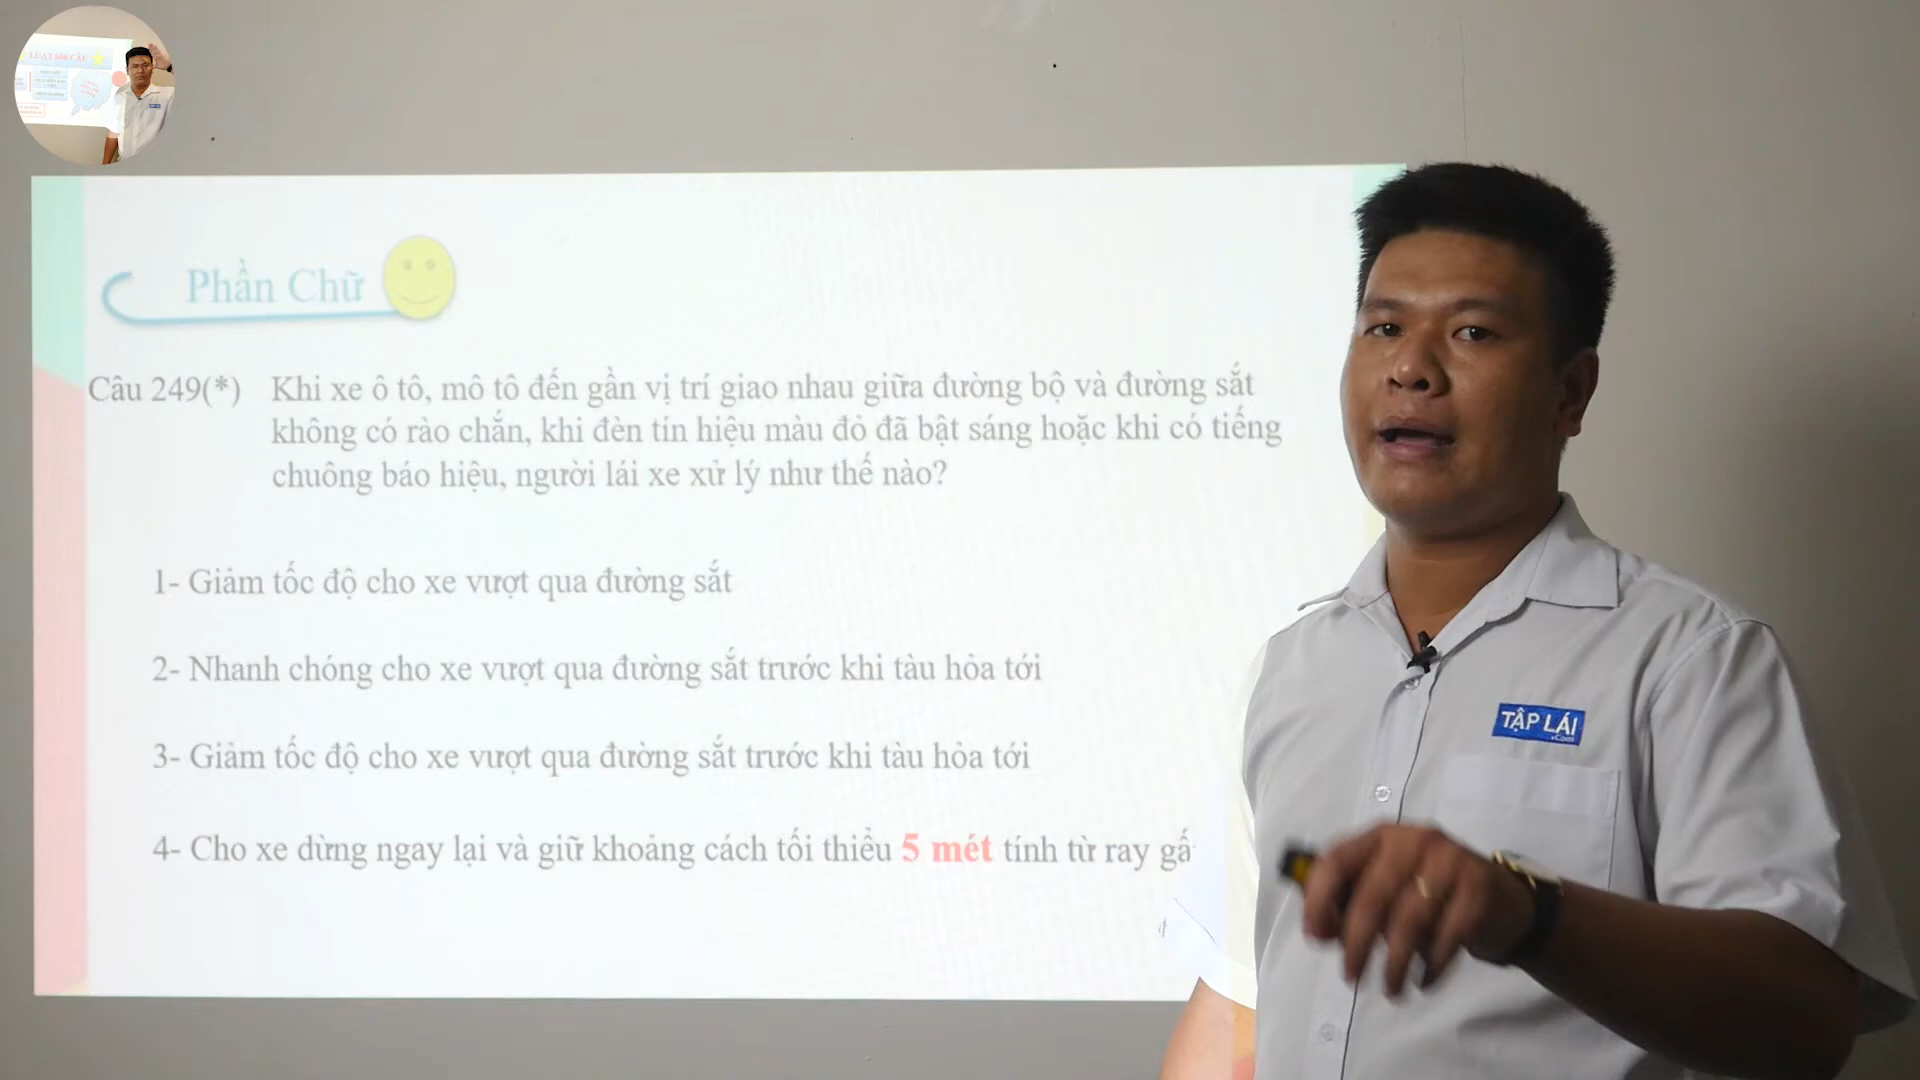 LUẬT 600 CÂU
Phần Chữ
Câu 249(*) Khi xe ô tô, mô tô đến gần vị trí giao nhau giữa đường bộ và đường sắt
không có rào chắn, khi đèn tín hiệu màu đỏ đã bật sáng hoặc khi có tiếng
chuông báo hiệu, người lái xe xử lý như thế nào?
1- Giảm tốc độ cho xe vượt qua đường sắt
2- Nhanh chóng cho xe vượt qua đường sắt trước khi tàu hỏa tới
3- Giảm tốc độ cho xe vượt qua đường sắt trước khi tàu hỏa tới
4- Cho xe dừng ngay lại và giữ khoảng cách tối thiểu 5 mét tính từ ray gầ
TẬP LÁI
.Com